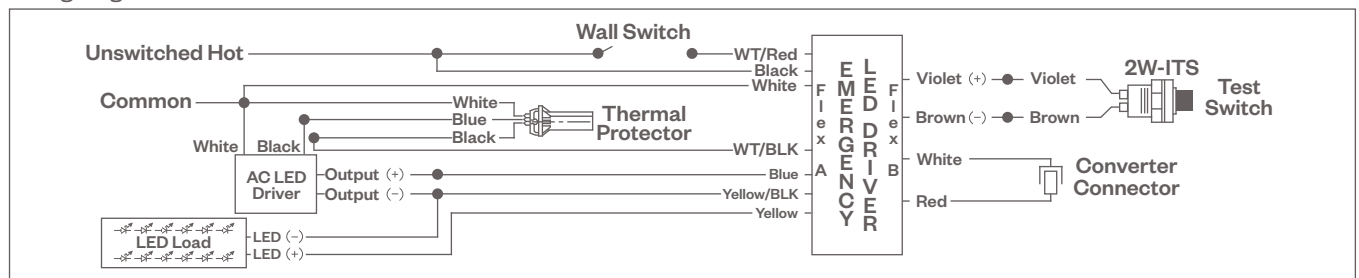 Unswitched Hot
Wall Switch
WT/Red
Black
White
Common
White
Blue
Black
Thermal
Protector
White
Black
WT/BLK
AC LED
Driver
Output (+)
Output (-)
Blue
Yellow/BLK
Yellow
LED Load
LED (-)
LED (+)
Flex A
EMERGENCY
LED DRIVER
Flex B
Violet (+)
Violet
Brown (-)
Brown
2W-ITS
Test
Switch
White
Red
Converter
Connector